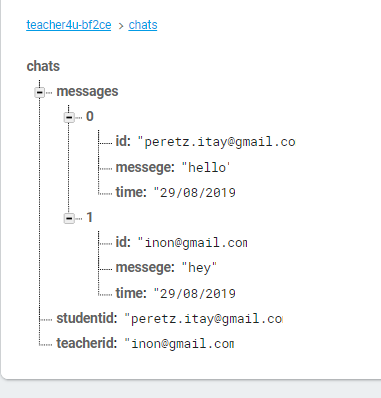 teacher4u-bf2ce > chats
chats
messages
0
id: "peretz.itay@gmail.co
messege: "hello'
time: "29/08/2019
1
id: "inon@gmail.com
messege: "hey"
time: "29/08/2019
studentid: "peretz.itay@gmail.co
teacherid: "inon@gmail.com